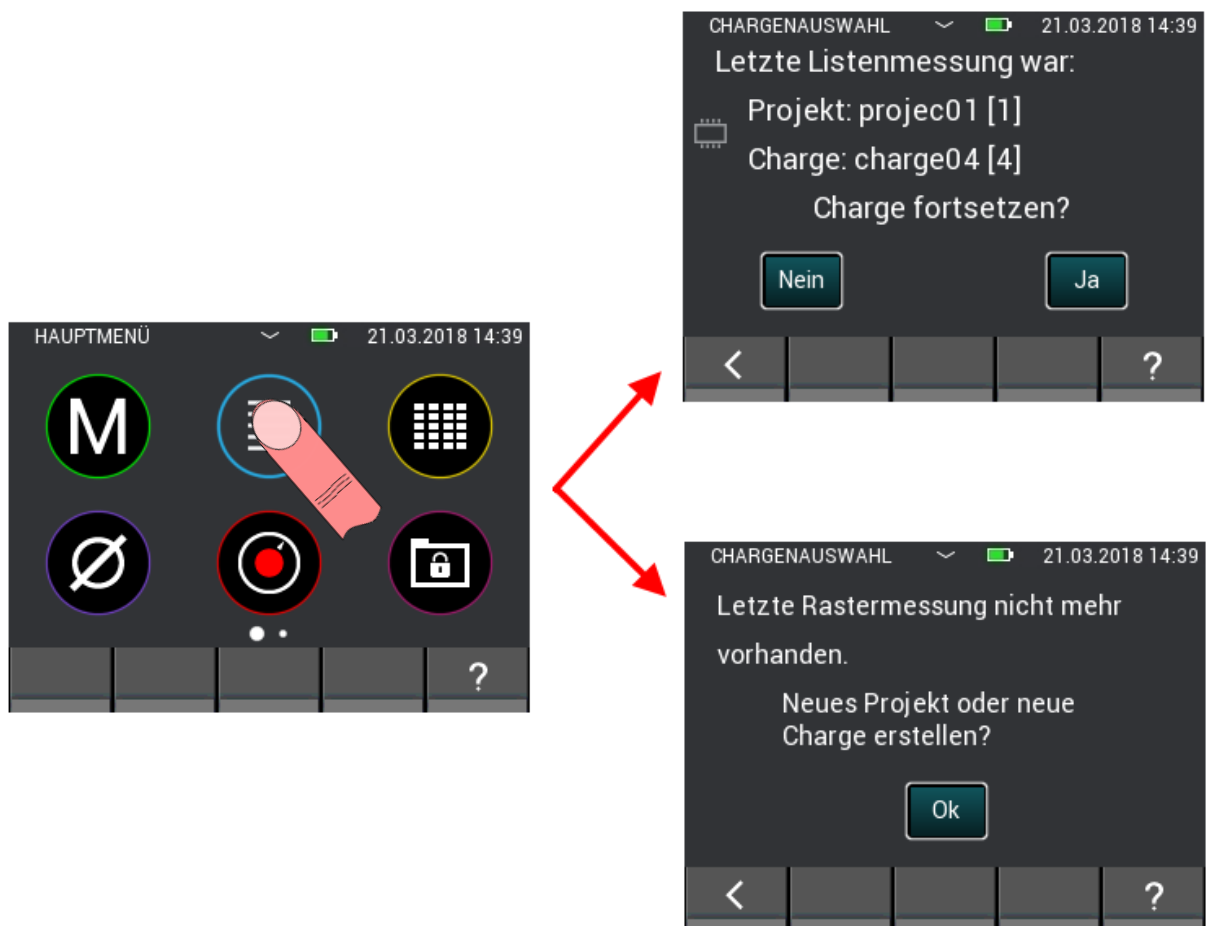 CHARGENAUSWAHL 21.03.2018 14:39
Letzte Listenmessung war:
Projekt: projec01 [1]
Charge: charge04 [4]
Charge fortsetzen?
Nein Ja
?
HAUPTMENÜ 21.03.2018 14:39
M
Ø
?
CHARGENAUSWAHL 21.03.2018 14:39
Letzte Rastermessung nicht mehr
vorhanden.
Neues Projekt oder neue
Charge erstellen?
Ok
?